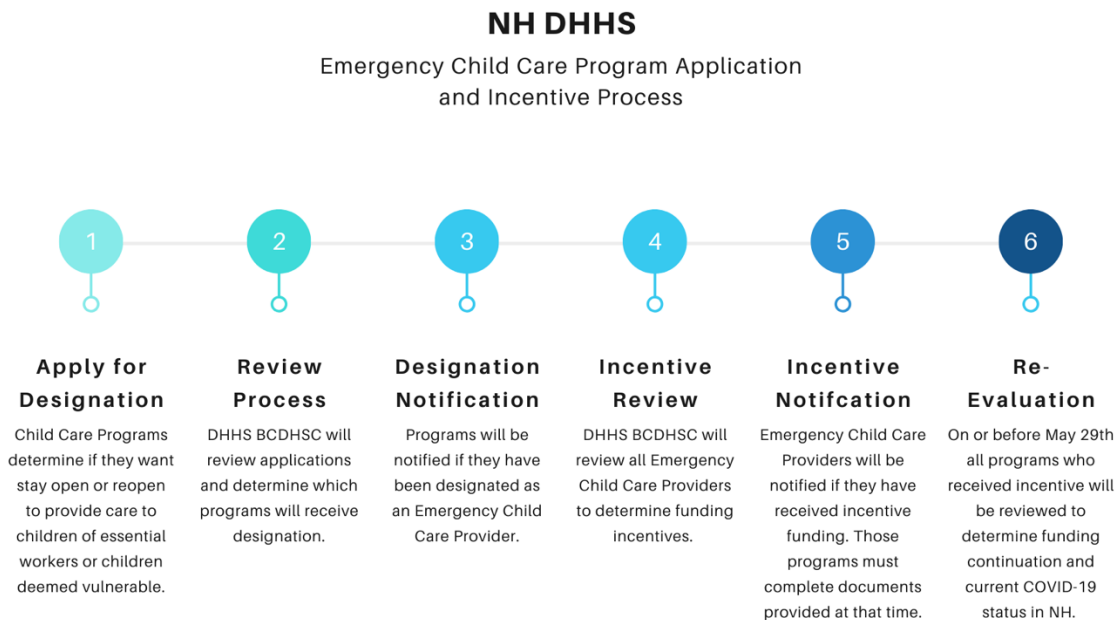 NH DHHS
Emergency Child Care Program Application
and Incentive Process
1
2
3
4
5
6
Apply for
Designation
Child Care Programs
determine if they want
stay open or reopen
to provide care to
children of essential
workers or children
deemed vulnerable.
Review
Process
DHHS BCDHSC will
review applications
and determine which
programs will receive
designation.
Designation
Notification
Programs will be
notified if they have
been designated as
an Emergency Child
Care Provider.
Incentive
Review
DHHS BCDHSC will
review all Emergency
Child Care Providers
to determine funding
incentives.
Incentive
Notifcation
Emergency Child Care
Providers will be
notified if they have
received incentive
funding. Those
programs must
complete documents
provided at that time.
Re-
Evaluation
On or before May 29th
all programs who
received incentive will
be reviewed to
determine funding
continuation and
current COVID-19
status in NH.